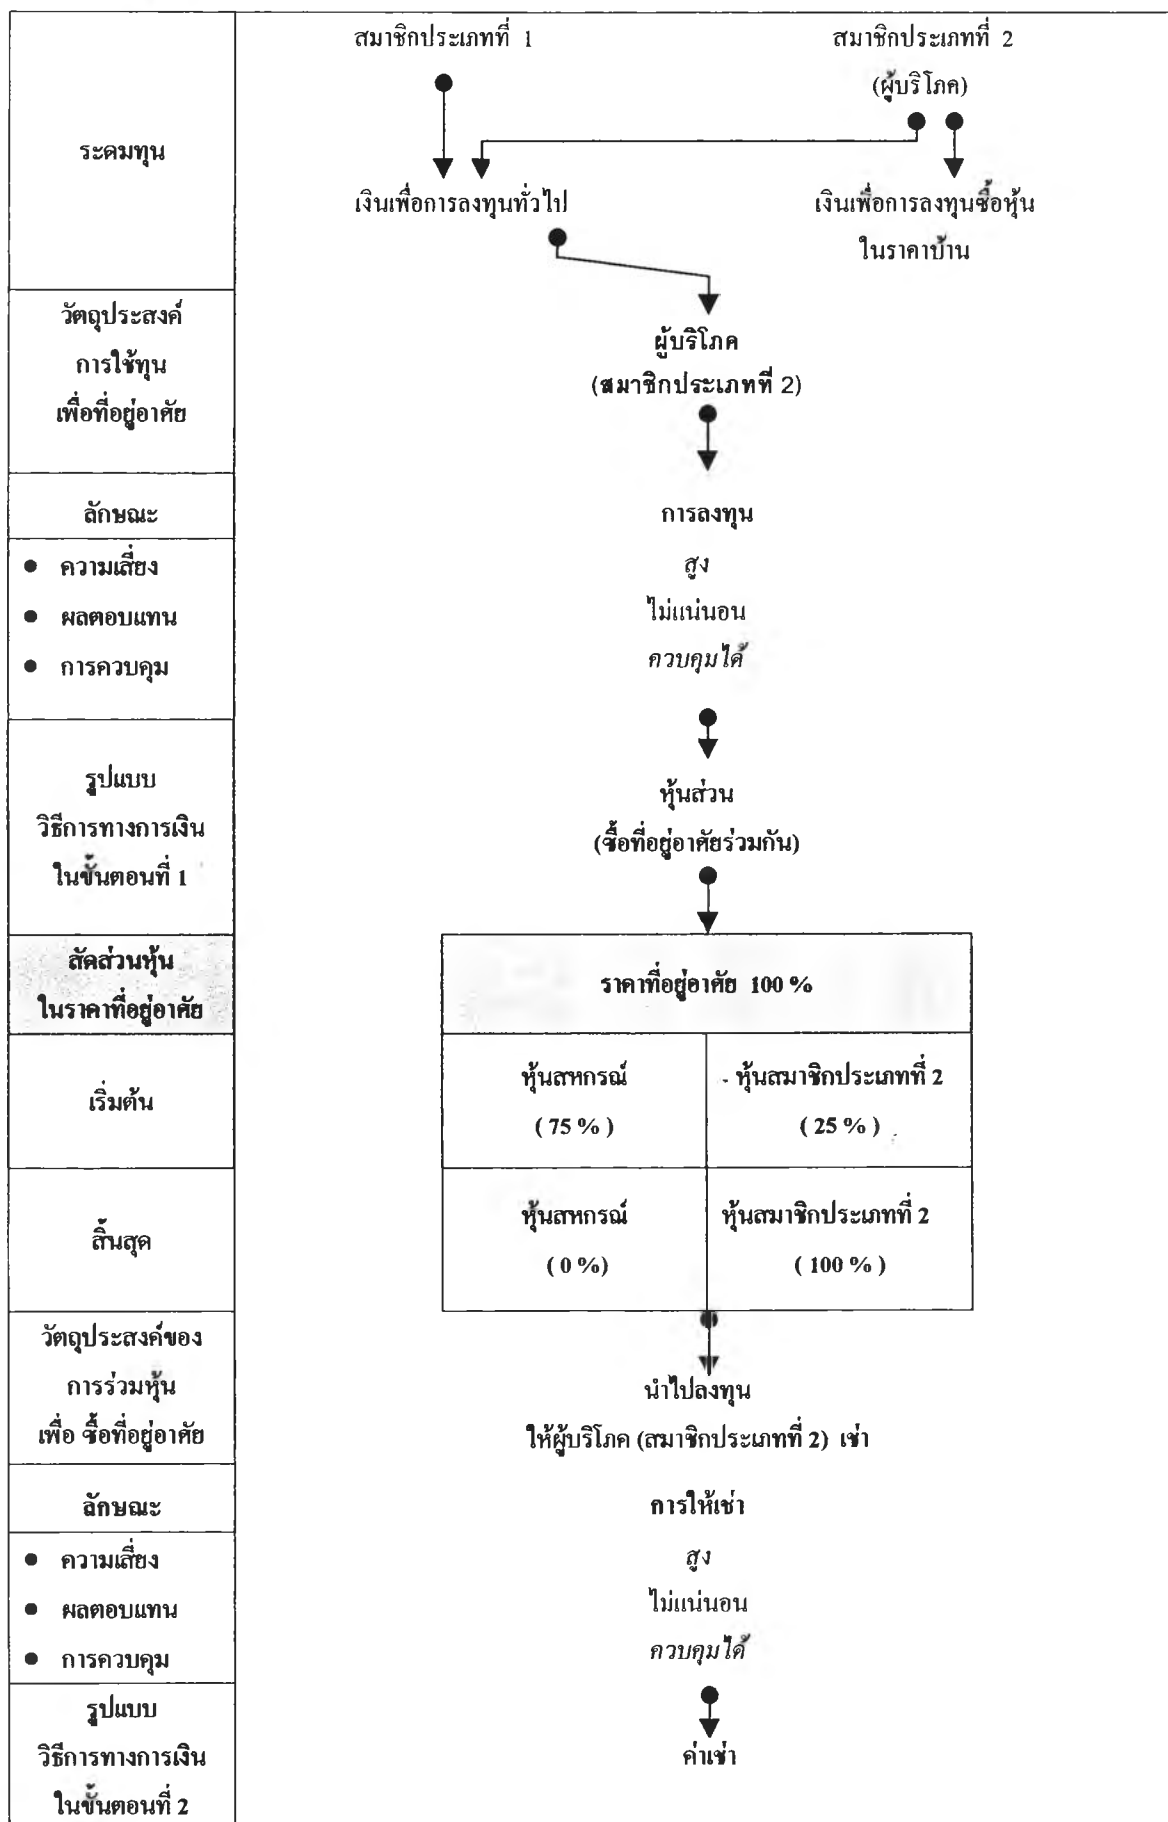 สมาชิกประเภทที่ 1
สมาชิกประเภทที่ 2
(ผู้บริโภค)
ระดมทุน
เงินเพื่อการลงทุนทั่วไป
เงินเพื่อการลงทุนซื้อหุ้น
ในราคาบ้าน
วัตถุประสงค์
การใช้ทุน
เพื่อที่อยู่อาศัย
ผู้บริโภค
(สมาชิกประเภทที่ 2)
ลักษณะ
การลงทุน
• ความเสี่ยง
สูง
• ผลตอบแทน
ไม่แน่นอน
• การควบคุม
ควบคุมได้
รูปแบบ
วิธีการทางการเงิน
ในขั้นตอนที่ 1
หุ้นส่วน
(ซื้อที่อยู่อาศัยร่วมกัน)
สัดส่วนหุ้น
ในราคาที่อยู่อาศัย
ราคาที่อยู่อาศัย 100 %
เริ่มต้น
หุ้นสหกรณ์
( 75 % )
หุ้นสมาชิกประเภทที่ 2
( 25 % )
สิ้นสุด
หุ้นสหกรณ์
( 0 %)
หุ้นสมาชิกประเภทที่ 2
( 100 % )
วัตถุประสงค์ของ
การร่วมหุ้น
เพื่อ ซื้อที่อยู่อาศัย
นำไปลงทุน
ให้ผู้บริโภค (สมาชิกประเภทที่ 2) เช่า
ลักษณะ
การให้เช่า
• ความเสี่ยง
สูง
• ผลตอบแทน
ไม่แน่นอน
• การควบคุม
ควบคุมได้
รูปแบบ
วิธีการทางการเงิน
ในขั้นตอนที่ 2
ค่าเช่า